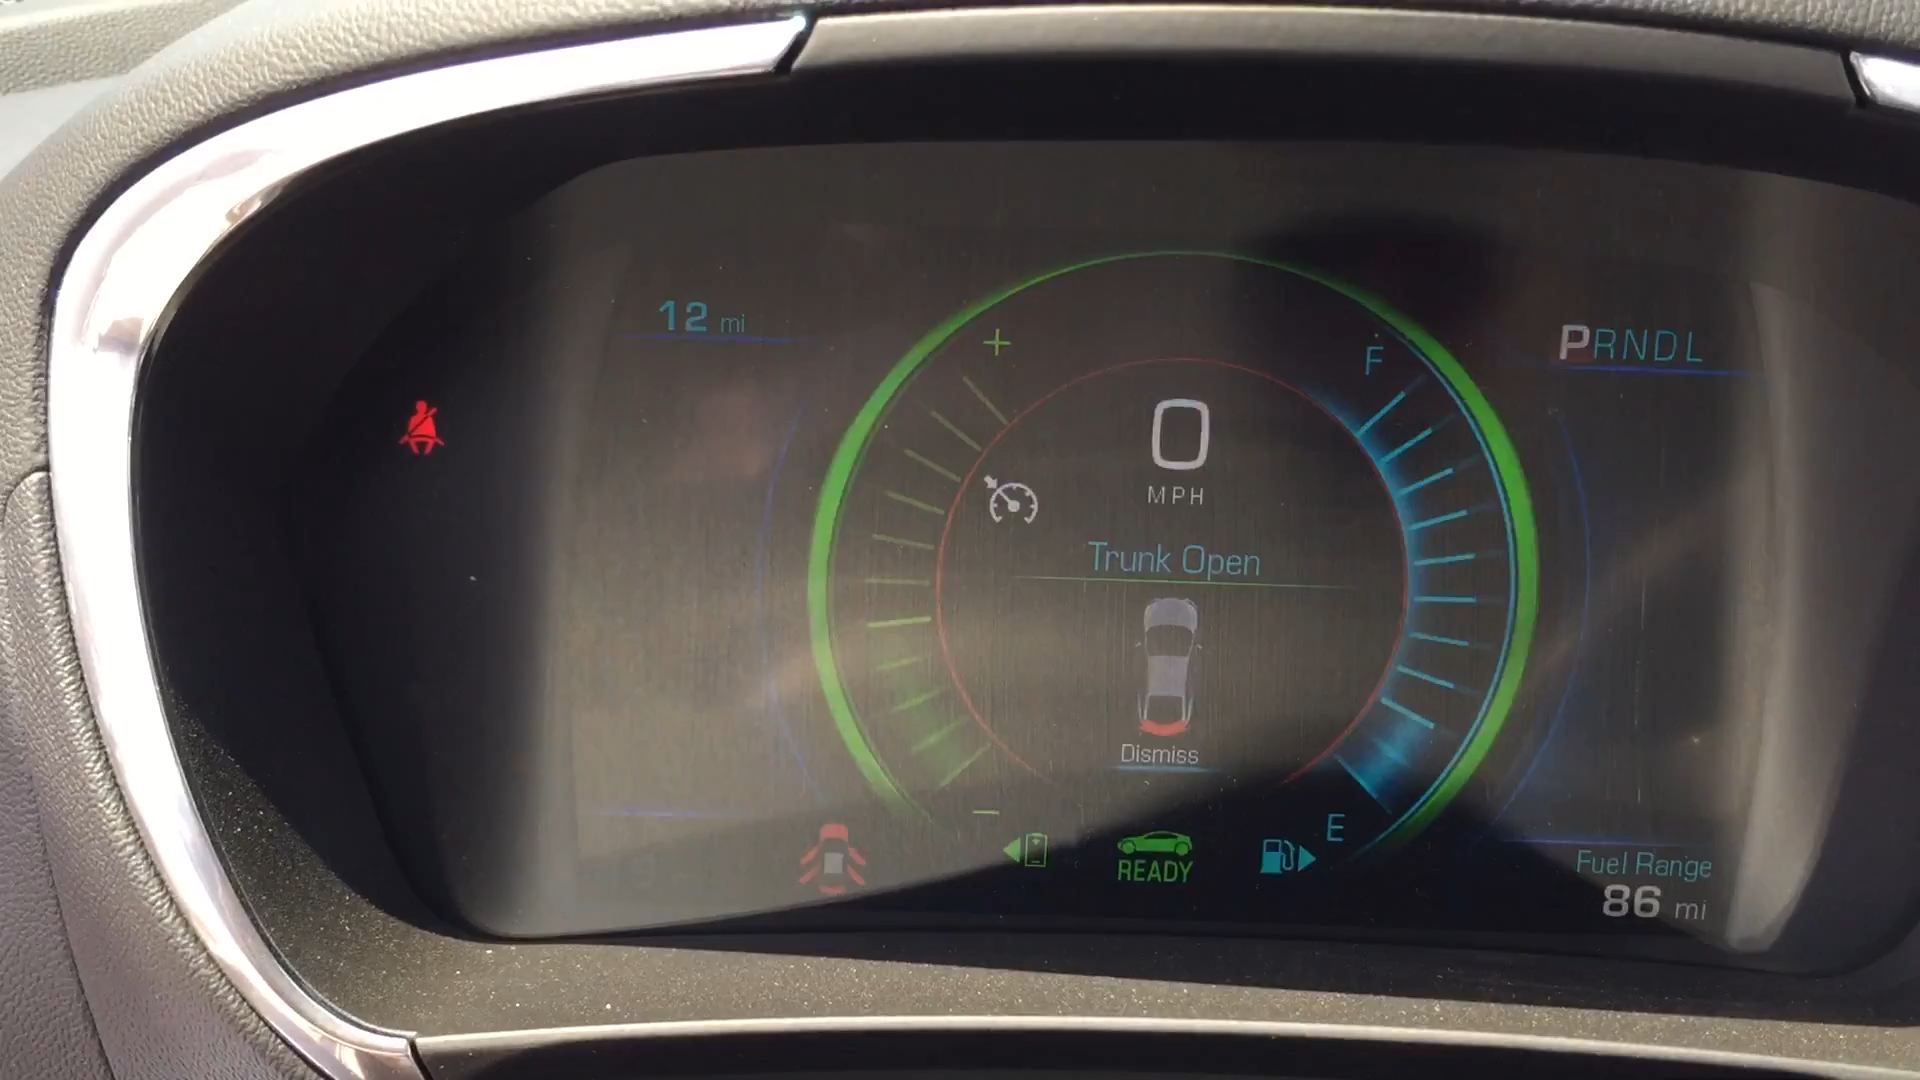 12 mi
PRNDL
+
F
0
MPH
Trunk Open
Dismiss
−
E
READY
Fuel Range
86 mi